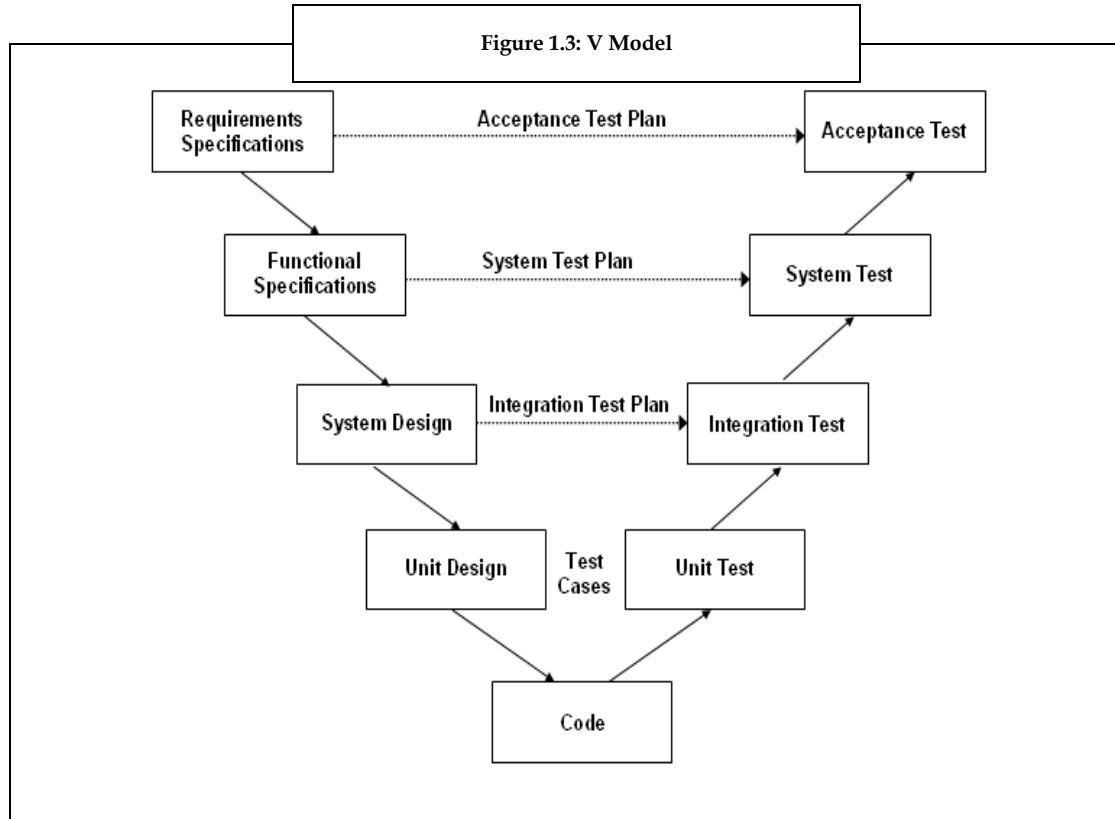 Figure 1.3: V Model
Requirements
Specifications
Acceptance Test Plan
Acceptance Test
Functional
Specifications
System Test Plan
System Test
System Design
Integration Test Plan
Integration Test
Unit Design
Test
Cases
Unit Test
Code